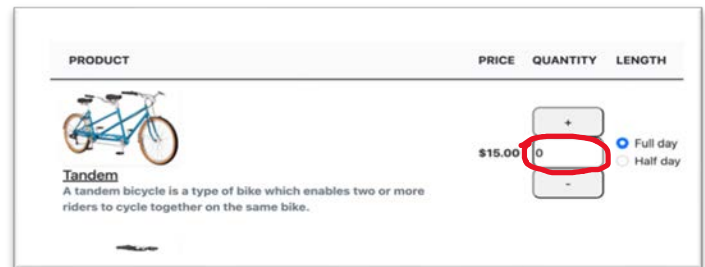 PRODUCT PRICE QUANTITY LENGTH
+
$15.00 0 Full day
Half day
-
Tandem
A tandem bicycle is a type of bike which enables two or more
riders to cycle together on the same bike.